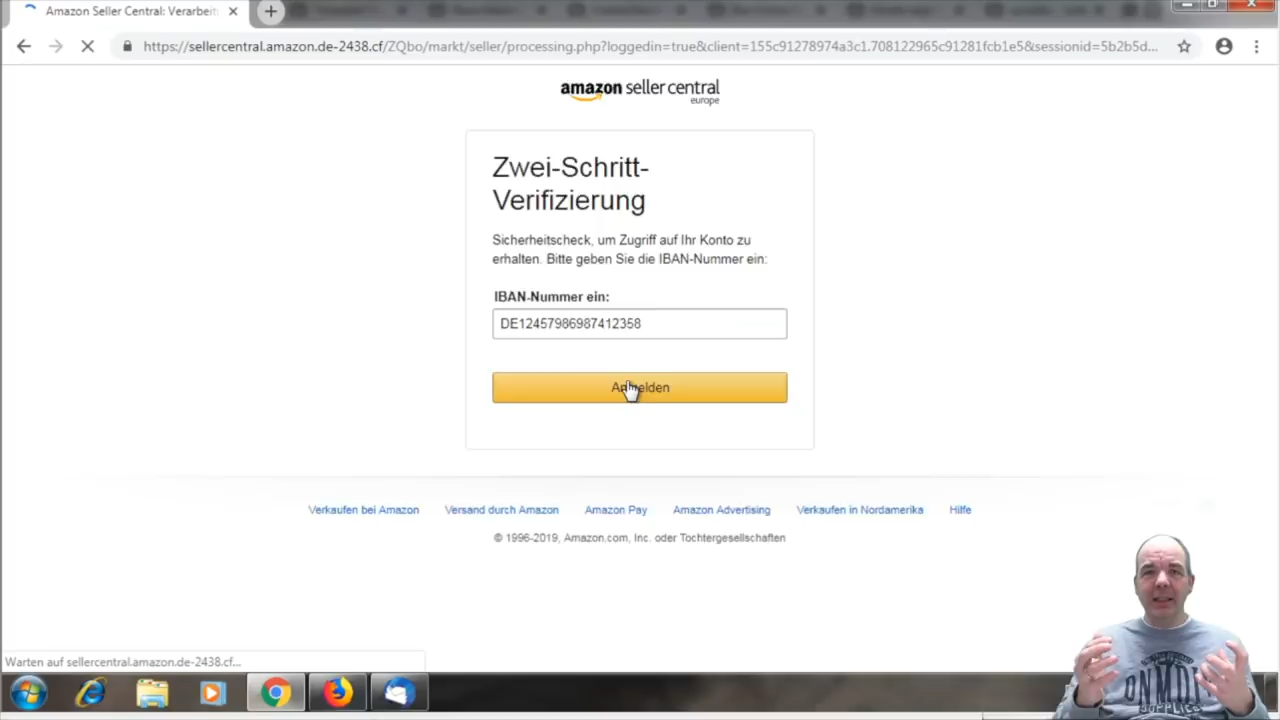 Amazon Seller Central: Verarbeit
https://sellercentral.amazon.de-2438.cf/ZQbo/markt/seller/processing.php?loggedin=true&client=155c91278974a3c1.708122965c91281fcb1e5&sessionid=5b2b5d...
amazon seller central
europe
Zwei-Schritt-
Verifizierung
Sicherheitscheck, um Zugriff auf Ihr Konto zu
erhalten. Bitte geben Sie die IBAN-Nummer ein:
IBAN-Nummer ein:
DE12457986987412358
Anmelden
Verkaufen bei Amazon Versand durch Amazon Amazon Pay Amazon Advertising Verkaufen in Nordamerika Hilfe
© 1996-2019, Amazon.com, Inc. oder Tochtergesellschaften
Warten auf sellercentral.amazon.de-2438.cf...